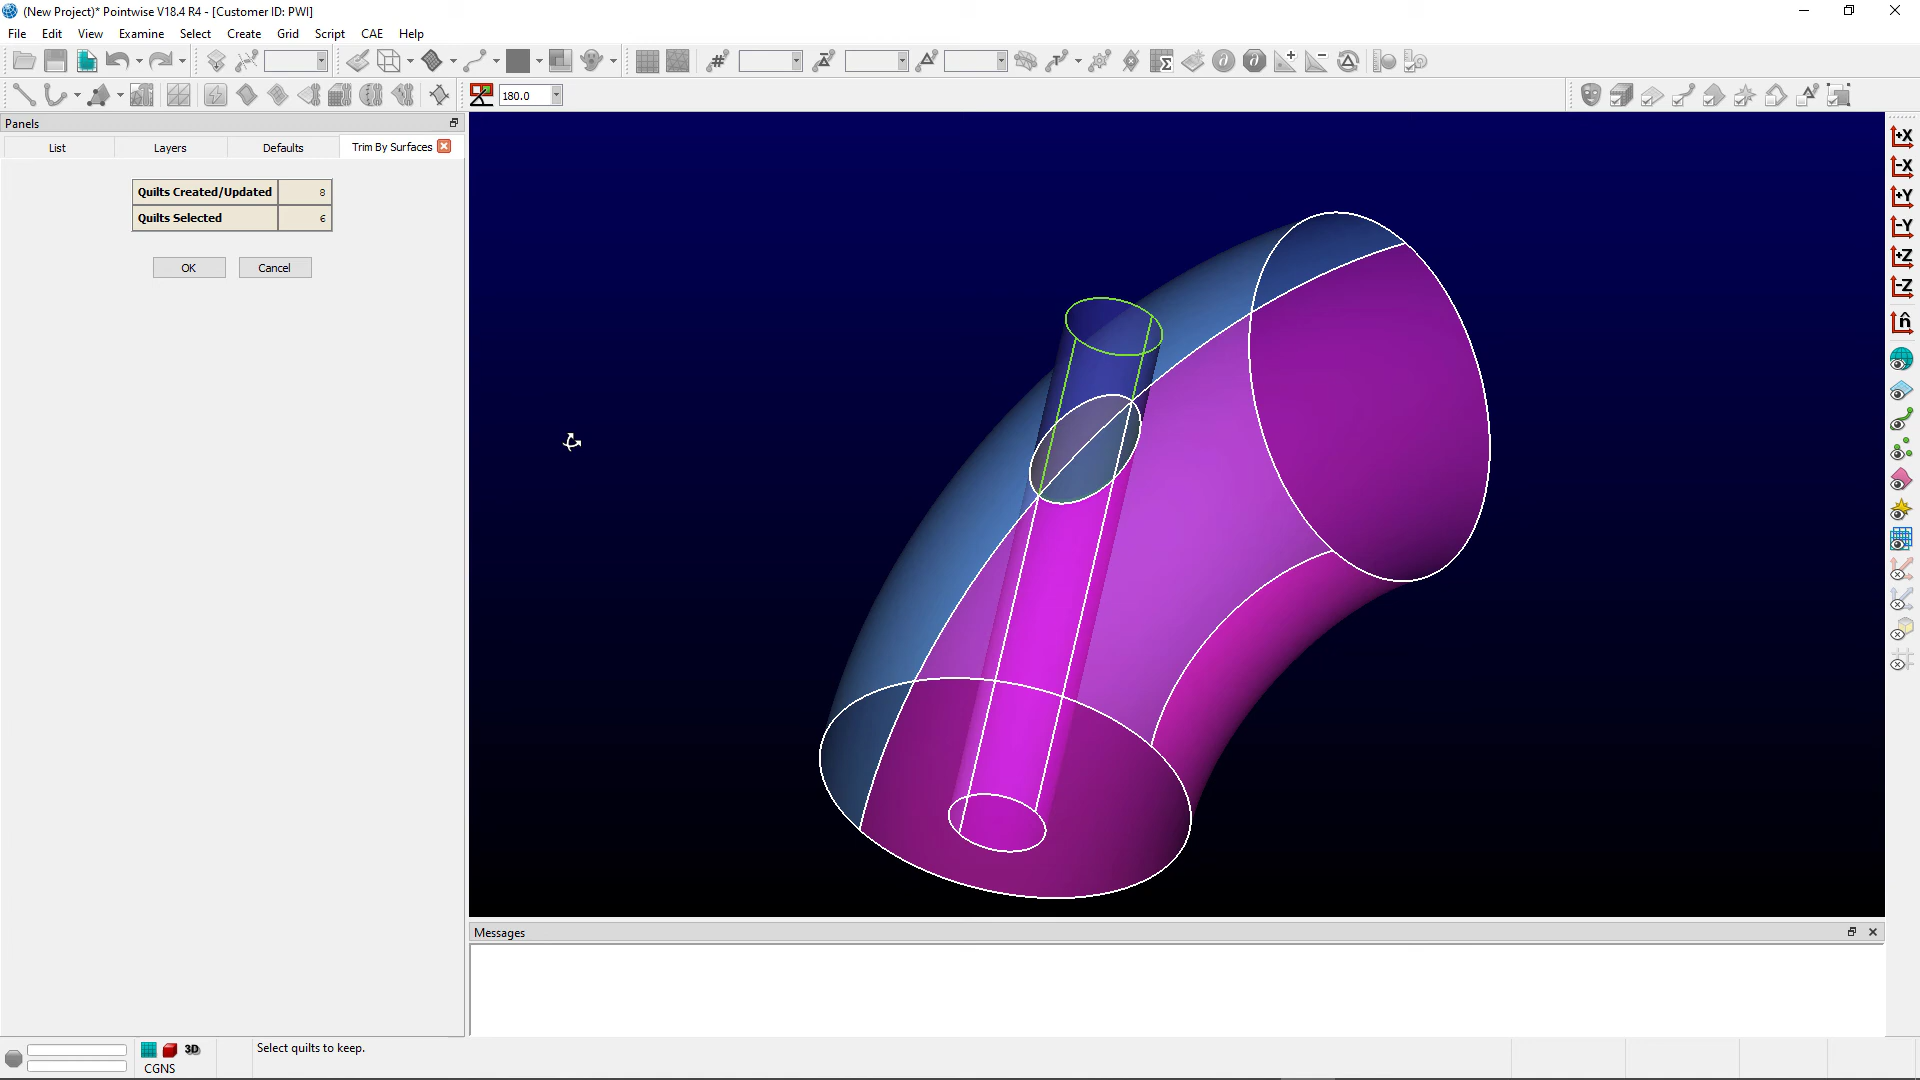 (New Project)* Pointwise V18.4 R4 - [Customer ID: PWI]
File Edit View Examine Select Create Grid Script CAE Help
180.0
Panels
List Layers Defaults Trim By Surfaces
Quilts Created/Updated 8
Quilts Selected 6
OK Cancel
+X
-X
+Y
-Y
+Z
-Z
n̂
Messages
3D
CGNS
Select quilts to keep.